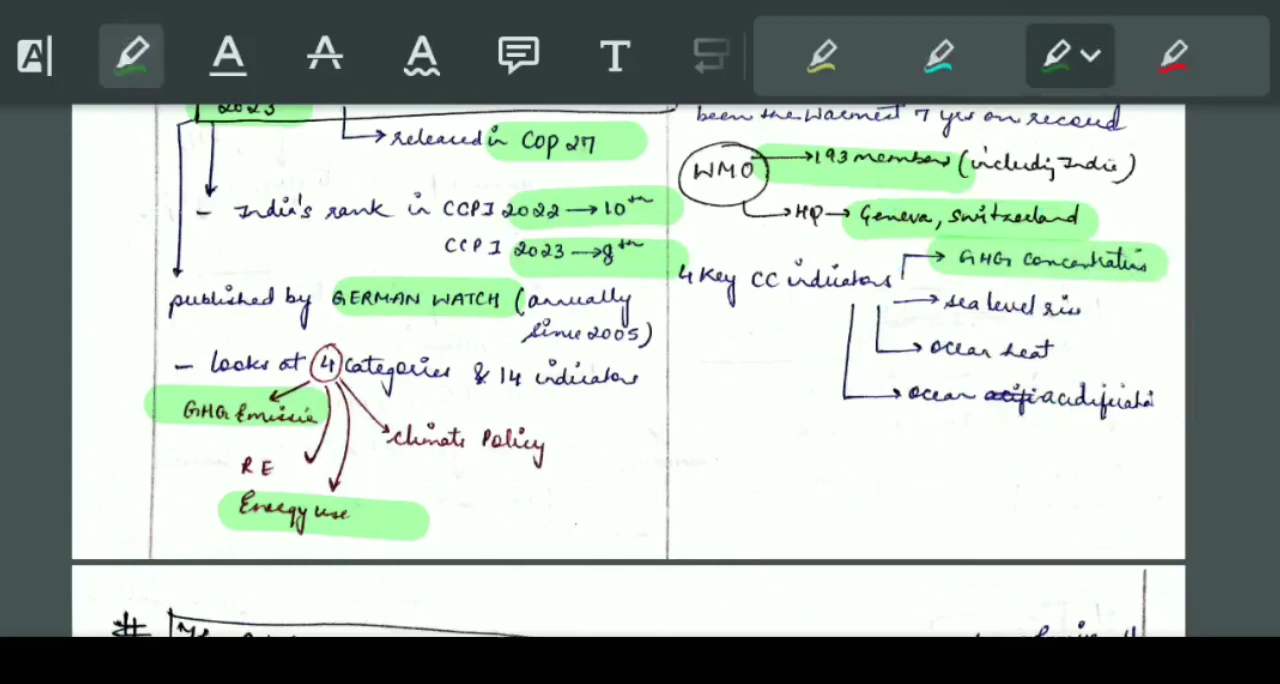 2023
→ released in COP 27
- India's rank in CCPI 2022 → 10th
CCPI 2023 → 8th
published by GERMAN WATCH (annually
since 2005)
- looks at 4 categories & 14 indicators
GHG Emissio
climate Policy
RE
Energy use
been the warmest 7 yrs on record
WMO → 193 members (including India)
→ HQ → Geneva, Switzerland
4 key CC indicators → GHG concentrations
→ sea level rise
→ ocean heat
→ ocean acidification
#